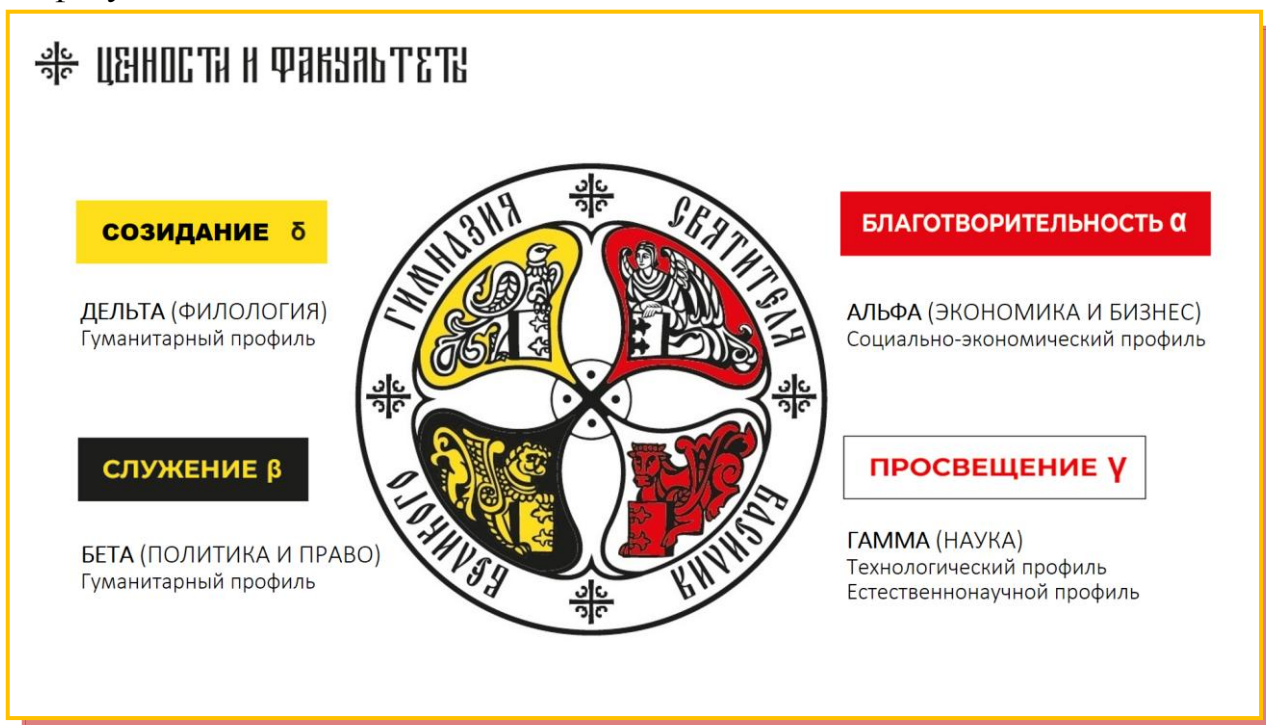 ЦЕННОСТИ И ФАКУЛЬТЕТЫ
СОЗИДАНИЕ δ
ДЕЛЬТА (ФИЛОЛОГИЯ)
Гуманитарный профиль
СЛУЖЕНИЕ β
БЕТА (ПОЛИТИКА И ПРАВО)
Гуманитарный профиль
ГИМНАЗИЯ СВЯТИТЕЛЯ ВАСИЛИЯ ВЕЛИКОГО
БЛАГОТВОРИТЕЛЬНОСТЬ α
АЛЬФА (ЭКОНОМИКА И БИЗНЕС)
Социально-экономический профиль
ПРОСВЕЩЕНИЕ γ
ГАММА (НАУКА)
Технологический профиль
Естественнонаучной профиль